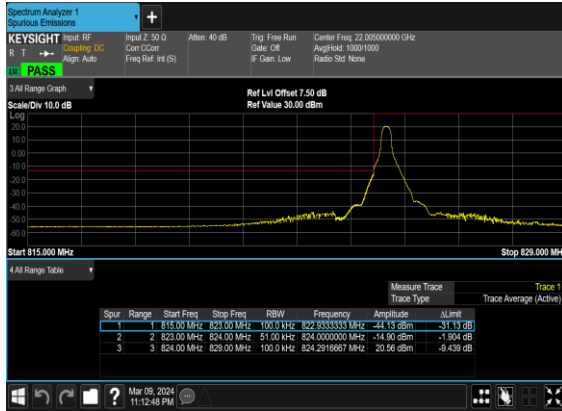 Spectrum Analyzer 1
Spurious Emissions
+
KEYSIGHT Input: RF Input Z: 50 Ω Atten: 40 dB Trig: Free Run Center Freq: 22.005000000 GHz
R T Coupling: DC Corr CCorr Gate: Off Avg|Hold: 1000/1000
Align: Auto Freq Ref: Int (S) IF Gain: Low Radio Std: None
PASS
3 All Range Graph
Ref Lvl Offset 7.50 dB
Scale/Div 10.0 dB Ref Value 30.00 dBm
Log
20.0
10.0
0.00
-10.0
-20.0
-30.0
-40.0
-50.0
-60.0
Start 815.000 MHz Stop 829.000 MH
4 All Range Table
Measure Trace Trace 1
Trace Type Trace Average (Active)
Spur Range Start Freq Stop Freq RBW Frequency Amplitude ΔLimit
1 1 815.00 MHz 823.00 MHz 100.0 kHz 822.9333333 MHz -44.13 dBm -31.13 dB
2 2 823.00 MHz 824.00 MHz 51.00 kHz 824.0000000 MHz -14.90 dBm -1.904 dB
3 3 824.00 MHz 829.00 MHz 100.0 kHz 824.2916667 MHz 20.56 dBm -9.439 dB
?
Mar 09, 2024
11:12:48 PM